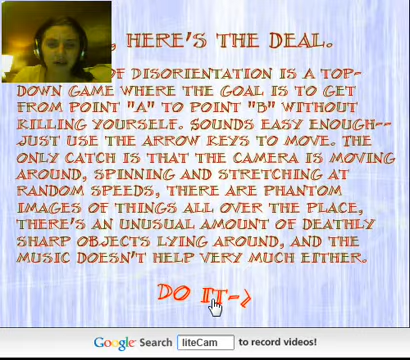 , HERE'S THE DEAL.
OF DISORIENTATION IS A TOP-
DOWN GAME WHERE THE GOAL IS TO GET
FROM POINT "A" TO POINT "B" WITHOUT
KILLING YOURSELF. SOUNDS EASY ENOUGH--
JUST USE THE ARROW KEYS TO MOVE. THE
ONLY CATCH IS THAT THE CAMERA IS MOVING
AROUND, SPINNING AND STRETCHING AT
RANDOM SPEEDS, THERE ARE PHANTOM
IMAGES OF THINGS ALL OVER THE PLACE,
THERE'S AN UNUSUAL AMOUNT OF DEATHLY
SHARP OBJECTS LYING AROUND, AND THE
MUSIC DOESN'T HELP VERY MUCH EITHER.
DO IT->
Google Search liteCam to record videos!